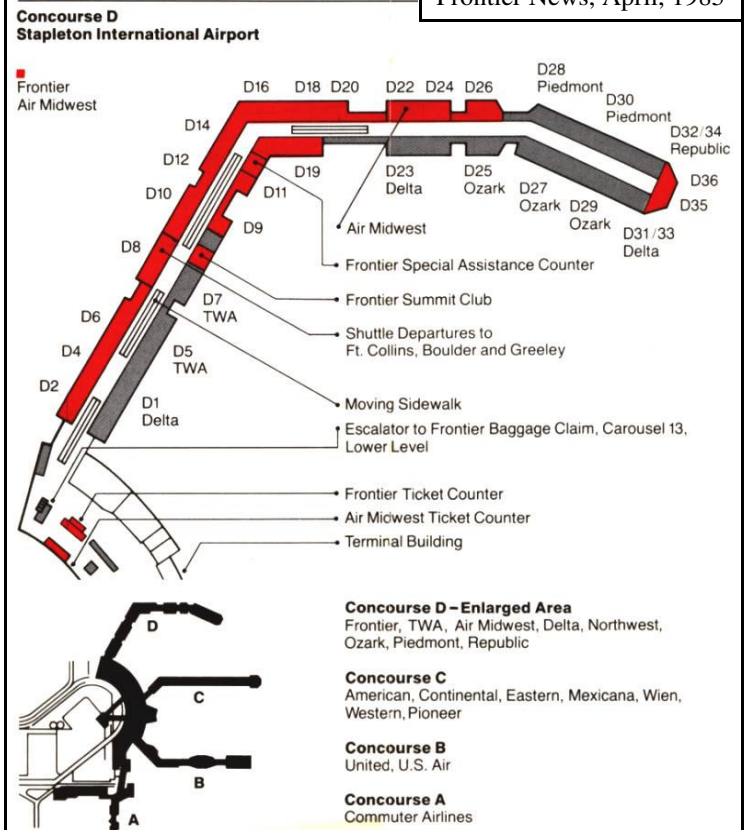 Frontier News, April, 1985
Concourse D
Stapleton International Airport
Frontier
Air Midwest
D16
D18
D20
D22
D24
D26
D28
Piedmont
D30
Piedmont
D32/34
Republic
D36
D35
D31/33
Delta
D29
Ozark
D27
Ozark
D25
Ozark
D23
Delta
D19
D14
D12
D11
D10
D9
D8
D7
TWA
D6
D5
TWA
D4
D2
D1
Delta
Air Midwest
Frontier Special Assistance Counter
Frontier Summit Club
Shuttle Departures to
Ft. Collins, Boulder and Greeley
Moving Sidewalk
Escalator to Frontier Baggage Claim, Carousel 13,
Lower Level
Frontier Ticket Counter
Air Midwest Ticket Counter
Terminal Building
D
C
B
A
Concourse D – Enlarged Area
Frontier, TWA, Air Midwest, Delta, Northwest,
Ozark, Piedmont, Republic
Concourse C
American, Continental, Eastern, Mexicana, Wien,
Western, Pioneer
Concourse B
United, U.S. Air
Concourse A
Commuter Airlines